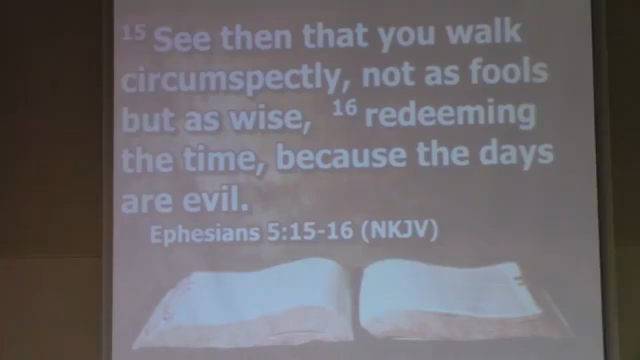 15 See then that you walk
circumspectly, not as fools
but as wise, 16 redeeming
the time, because the days
are evil.
Ephesians 5:15-16 (NKJV)